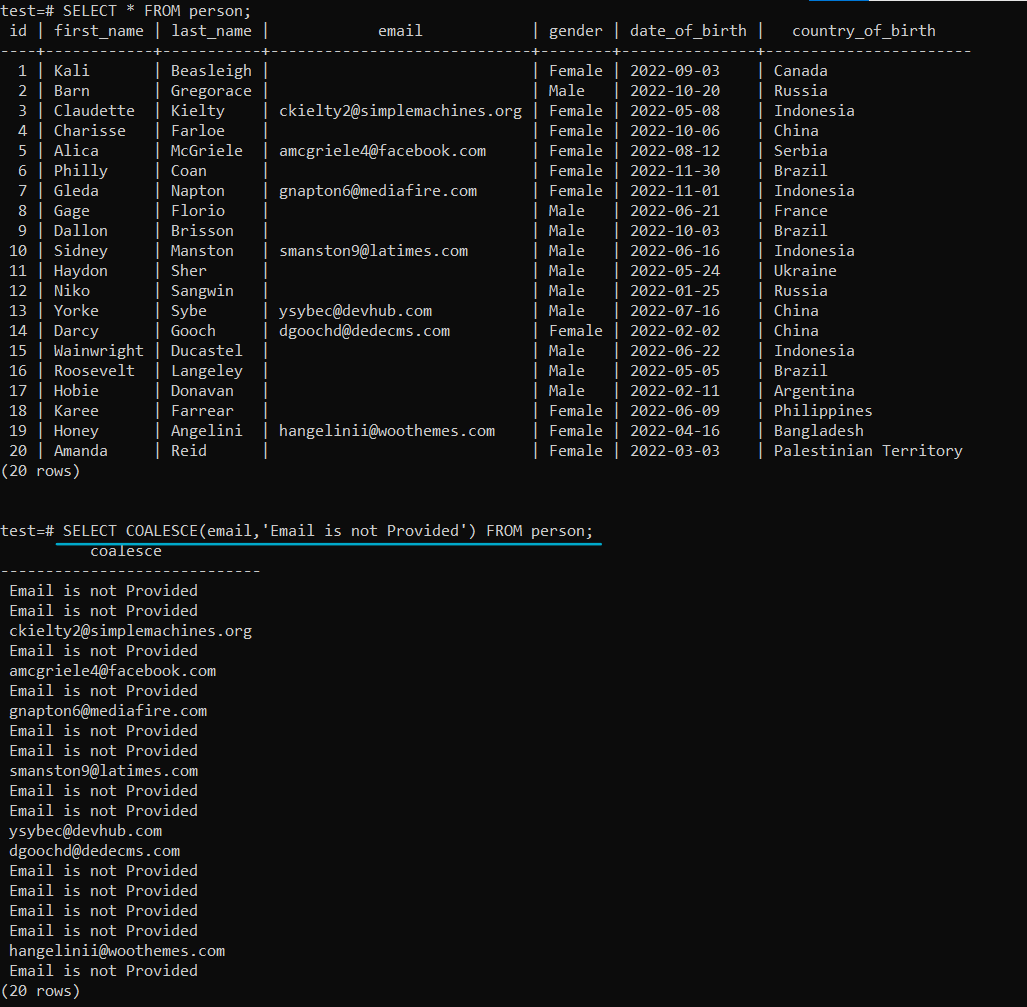 test=# SELECT * FROM person;
 id | first_name | last_name |            email            | gender | date_of_birth |   country_of_birth
----+------------+-----------+-----------------------------+--------+---------------+----------------------
  1 | Kali       | Beasleigh |                             | Female | 2022-09-03    | Canada
  2 | Barn       | Gregorace |                             | Male   | 2022-10-20    | Russia
  3 | Claudette  | Kielty    | ckielty2@simplemachines.org | Female | 2022-05-08    | Indonesia
  4 | Charisse   | Farloe    |                             | Female | 2022-10-06    | China
  5 | Alica      | McGriele  | amcgriele4@facebook.com     | Female | 2022-08-12    | Serbia
  6 | Philly     | Coan      |                             | Female | 2022-11-30    | Brazil
  7 | Gleda      | Napton    | gnapton6@mediafire.com      | Female | 2022-11-01    | Indonesia
  8 | Gage       | Florio    |                             | Male   | 2022-06-21    | France
  9 | Dallon     | Brisson   |                             | Male   | 2022-10-03    | Brazil
 10 | Sidney     | Manston   | smanston9@latimes.com       | Male   | 2022-06-16    | Indonesia
 11 | Haydon     | Sher      |                             | Male   | 2022-05-24    | Ukraine
 12 | Niko       | Sangwin   |                             | Male   | 2022-01-25    | Russia
 13 | Yorke      | Sybe      | ysybec@devhub.com           | Male   | 2022-07-16    | China
 14 | Darcy      | Gooch     | dgoochd@dedecms.com         | Female | 2022-02-02    | China
 15 | Wainwright | Ducastel  |                             | Male   | 2022-06-22    | Indonesia
 16 | Roosevelt  | Langeley  |                             | Male   | 2022-05-05    | Brazil
 17 | Hobie      | Donavan   |                             | Male   | 2022-02-11    | Argentina
 18 | Karee      | Farrear   |                             | Female | 2022-06-09    | Philippines
 19 | Honey      | Angelini  | hangelinii@woothemes.com    | Female | 2022-04-16    | Bangladesh
 20 | Amanda     | Reid      |                             | Female | 2022-03-03    | Palestinian Territory
(20 rows)
test=# SELECT COALESCE(email,'Email is not Provided') FROM person;
          coalesce
-----------------------------
 Email is not Provided
 Email is not Provided
 ckielty2@simplemachines.org
 Email is not Provided
 amcgriele4@facebook.com
 Email is not Provided
 gnapton6@mediafire.com
 Email is not Provided
 Email is not Provided
 smanston9@latimes.com
 Email is not Provided
 Email is not Provided
 ysybec@devhub.com
 dgoochd@dedecms.com
 Email is not Provided
 Email is not Provided
 Email is not Provided
 Email is not Provided
 hangelinii@woothemes.com
 Email is not Provided
(20 rows)